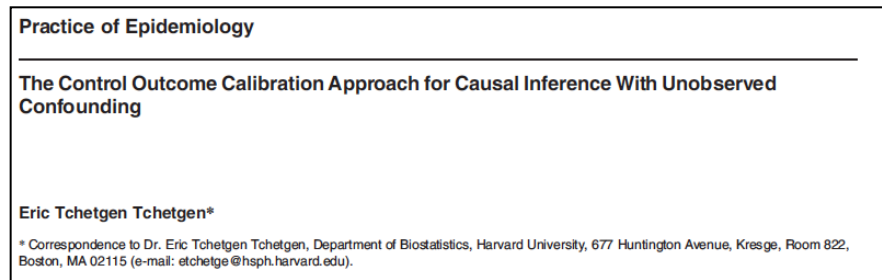 Practice of Epidemiology
The Control Outcome Calibration Approach for Causal Inference With Unobserved
Confounding
Eric Tchetgen Tchetgen*
* Correspondence to Dr. Eric Tchetgen Tchetgen, Department of Biostatistics, Harvard University, 677 Huntington Avenue, Kresge, Room 822,
Boston, MA 02115 (e-mail: etchetge@hsph.harvard.edu).